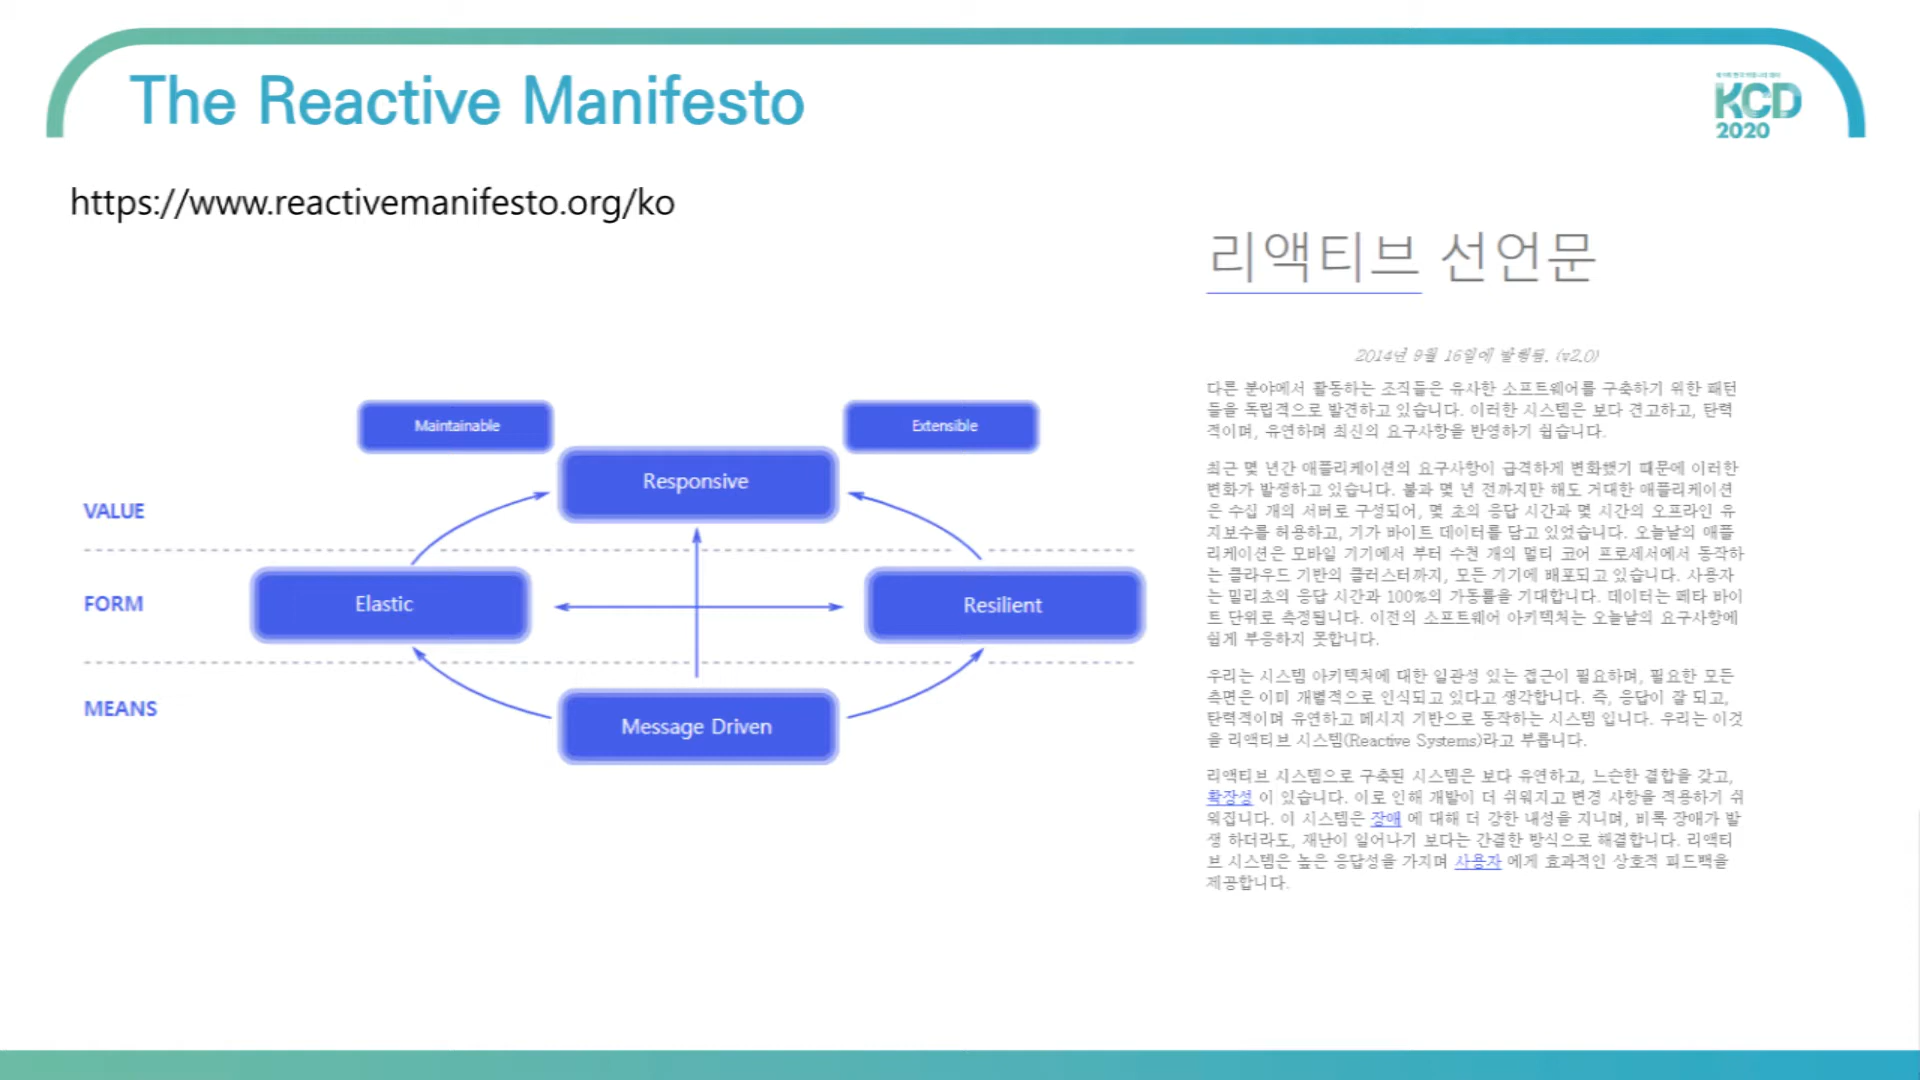 The Reactive Manifesto
KCD
2020
https://www.reactivemanifesto.org/ko
Maintainable
Extensible
Responsive
VALUE
FORM
Elastic
Resilient
MEANS
Message Driven
리액티브 선언문
2014년 9월 16일에 발행됨. (v2.0)
다른 분야에서 활동하는 조직들은 유사한 소프트웨어를 구축하기 위한 패턴
들을 독립적으로 발견하고 있습니다. 이러한 시스템은 보다 견고하고, 탄력
적이며, 유연하며 최신의 요구사항을 반영하기 쉽습니다.
최근 몇 년간 애플리케이션의 요구사항이 급격하게 변화했기 때문에 이러한
변화가 발생하고 있습니다. 불과 몇 년 전까지만 해도 거대한 애플리케이션
은 수십 개의 서버로 구성되어, 몇 초의 응답 시간과 몇 시간의 오프라인 유
지보수를 허용하고, 기가 바이트 데이터를 담고 있었습니다. 오늘날의 애플
리케이션은 모바일 기기에서 부터 수천 개의 멀티 코어 프로세서에서 동작하
는 클라우드 기반의 클러스터까지, 모든 기기에 배포되고 있습니다. 사용자
는 밀리초의 응답 시간과 100%의 가동률을 기대합니다. 데이터는 페타 바이
트 단위로 측정됩니다. 이전의 소프트웨어 아키텍처는 오늘날의 요구사항에
쉽게 부응하지 못합니다.
우리는 시스템 아키텍처에 대한 일관성 있는 접근이 필요하며, 필요한 모든
측면은 이미 개별적으로 인식되고 있다고 생각합니다. 즉, 응답이 잘 되고,
탄력적이며 유연하고 메시지 기반으로 동작하는 시스템 입니다. 우리는 이것
을 리액티브 시스템(Reactive Systems)라고 부릅니다.
리액티브 시스템으로 구축된 시스템은 보다 유연하고, 느슨한 결합을 갖고,
확장성 이 있습니다. 이로 인해 개발이 더 쉬워지고 변경 사항을 적용하기 쉬
워집니다. 이 시스템은 장애 에 대해 더 강한 내성을 지니며, 비록 장애가 발
생 하더라도, 재난이 일어나기 보다는 간결한 방식으로 해결합니다. 리액티
브 시스템은 높은 응답성을 가지며 사용자 에게 효과적인 상호적 피드백을
제공합니다.